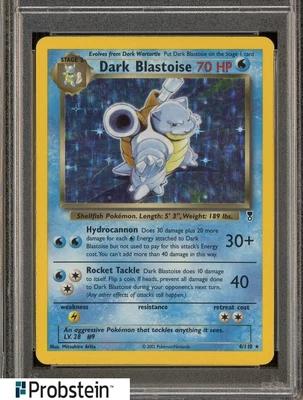 Evolves from Dark Wartortle Put Dark Blastoise on the Stage 1 card
STAGE 2
Dark Blastoise 70 HP
Shellfish Pokémon. Length: 5' 3", Weight: 189 lbs.
Hydrocannon Does 30 damage plus 20 more
damage for each Energy attached to Dark
Blastoise but not used to pay for this attack's Energy
cost. You can't add more than 40 damage in this way.
30+
Rocket Tackle Dark Blastoise does 10 damage
to itself. Flip a coin. If heads, prevent all damage done
to Dark Blastoise during your opponent's next turn.
(Any other effects of attacks still happen.)
40
weakness resistance retreat cost
An aggressive Pokémon that tackles anything it sees.
LV. 28 #9
Illus. Mitsuhiro Arita
4/110 ★
Probstein™